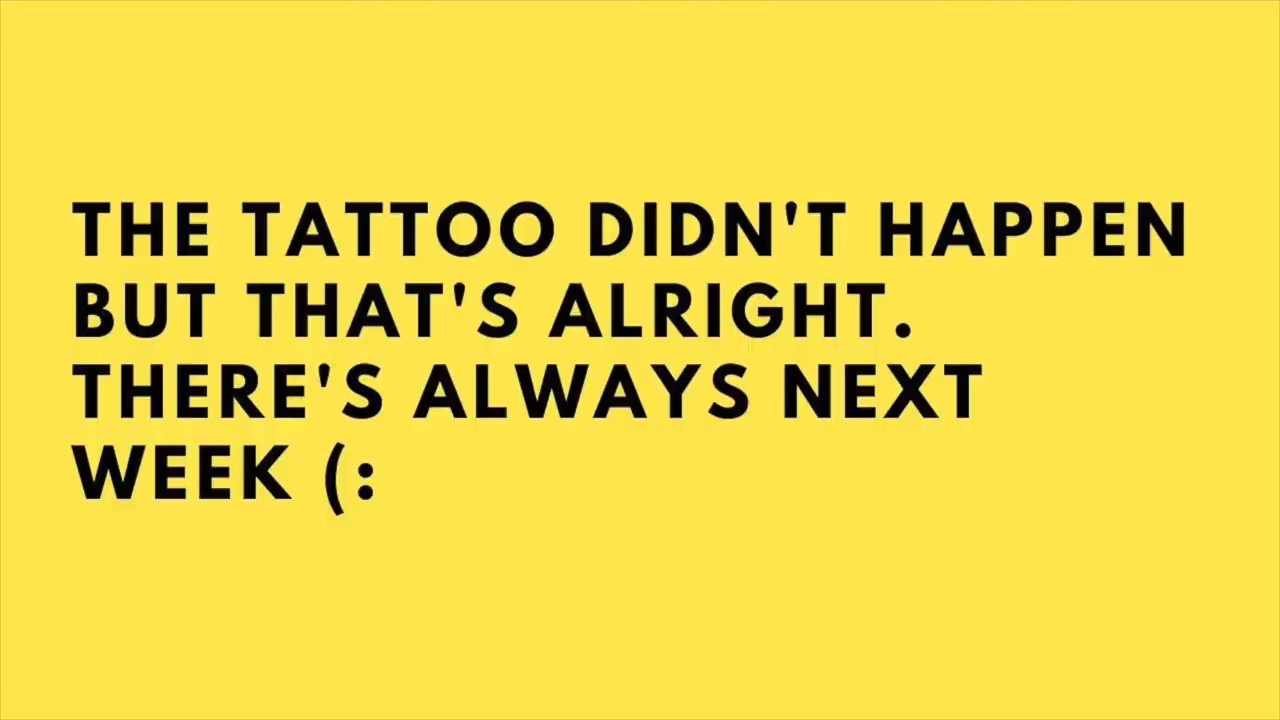 THE TATTOO DIDN'T HAPPEN
BUT THAT'S ALRIGHT.
THERE'S ALWAYS NEXT
WEEK (: